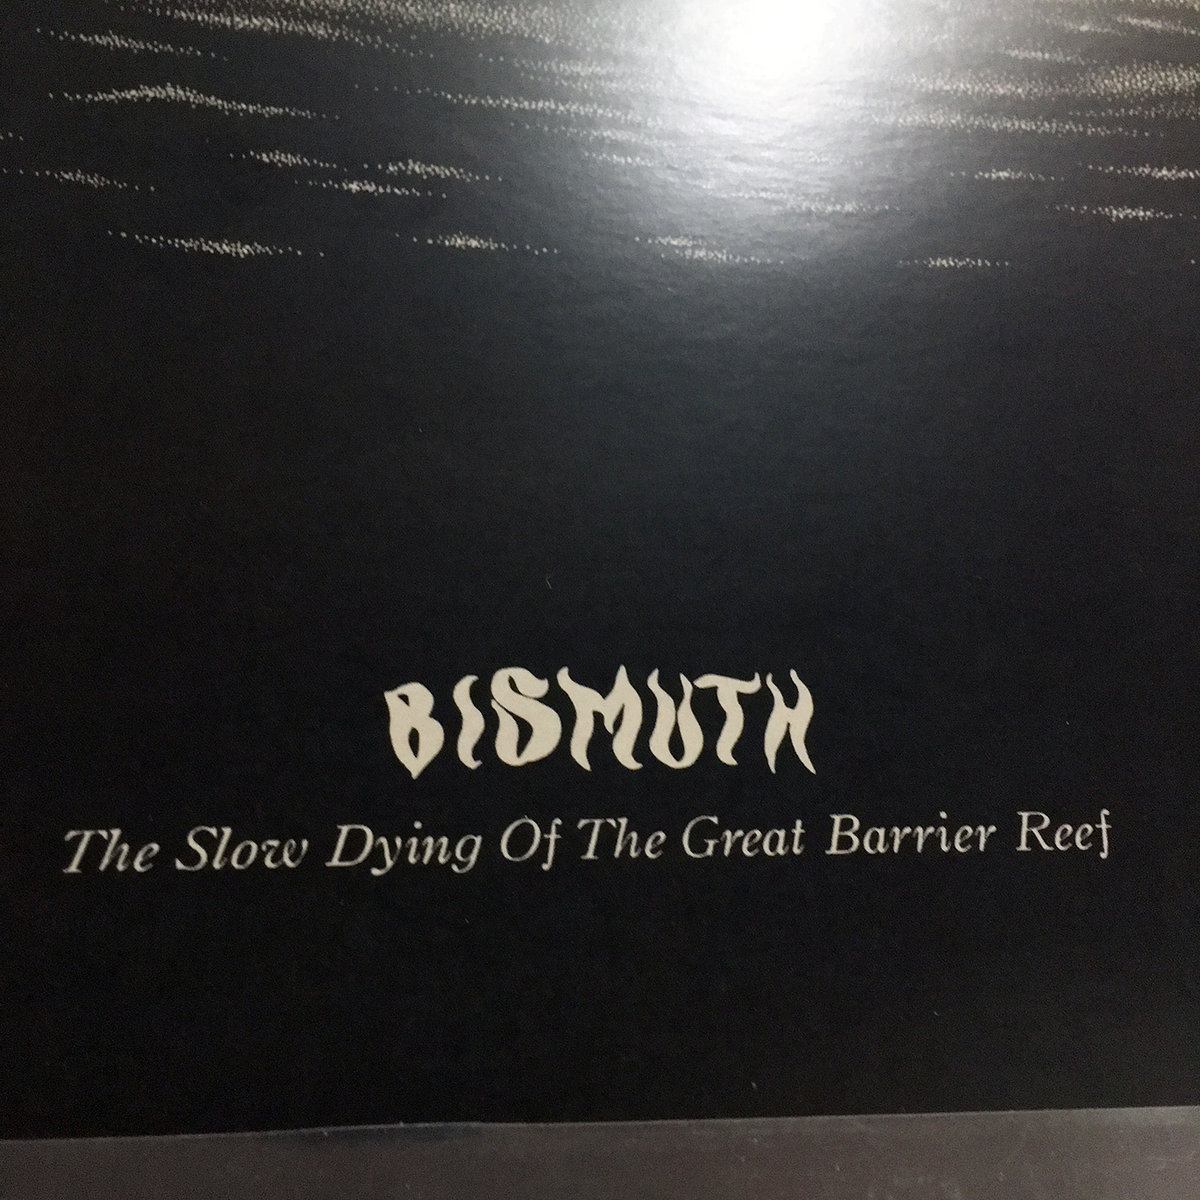 BISMUTH
The Slow Dying Of The Great Barrier Reef